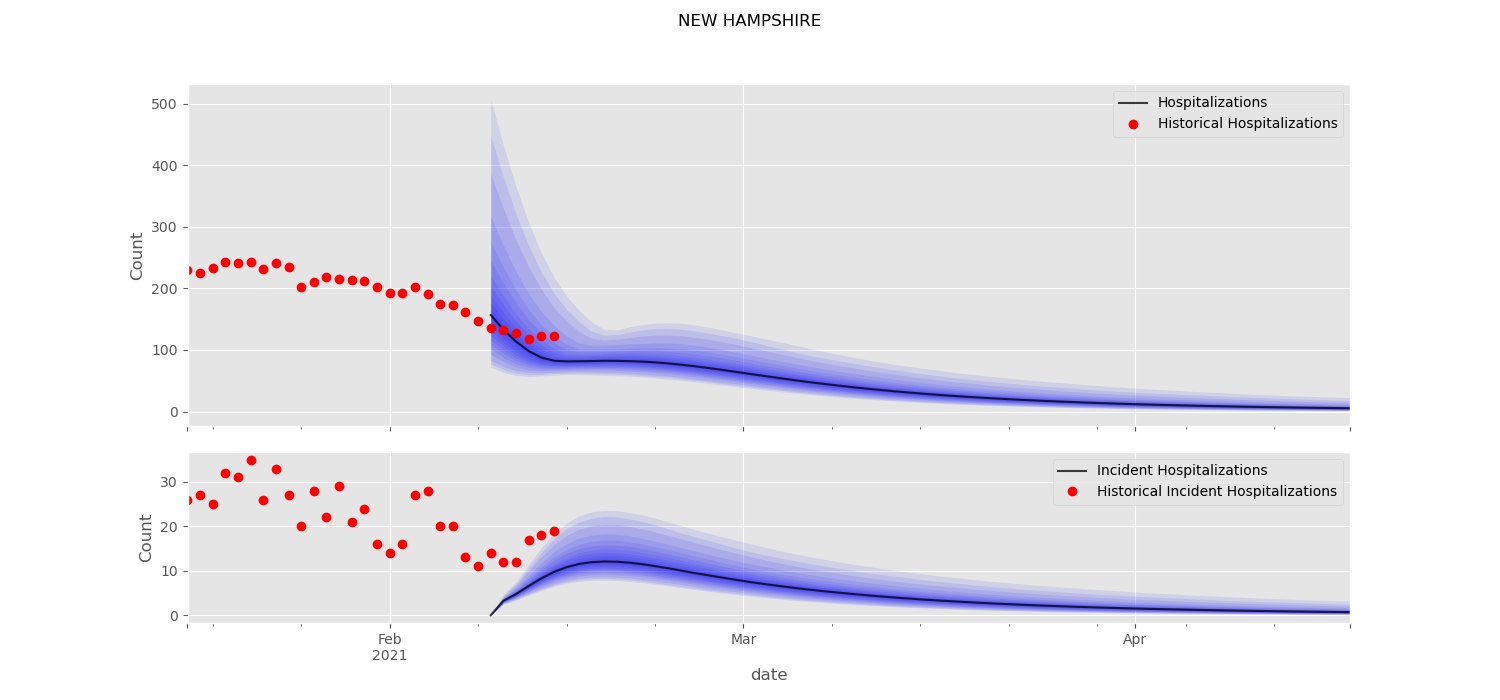 NEW HAMPSHIRE
500
400
300
200
100
0
Count
Hospitalizations
Historical Hospitalizations
30
20
10
0
Count
Incident Hospitalizations
Historical Incident Hospitalizations
Feb
2021
Mar
Apr
date